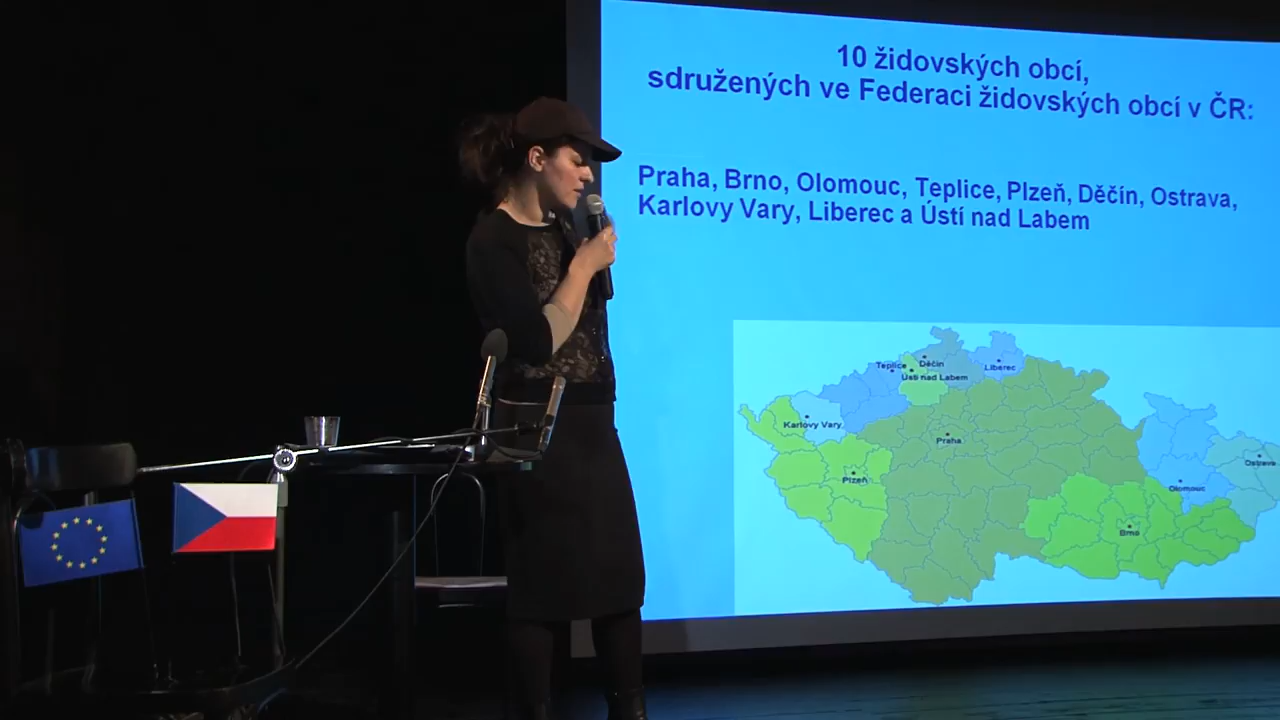 10 židovských obcí,
sdružených ve Federaci židovských obcí v ČR:
Praha, Brno, Olomouc, Teplice, Plzeň, Děčín, Ostrava,
Karlovy Vary, Liberec a Ústí nad Labem
Teplice
Děčín
Ústí nad Labem
Liberec
Karlovy Vary
Praha
Plzeň
Ostrava
Olomouc
Brno